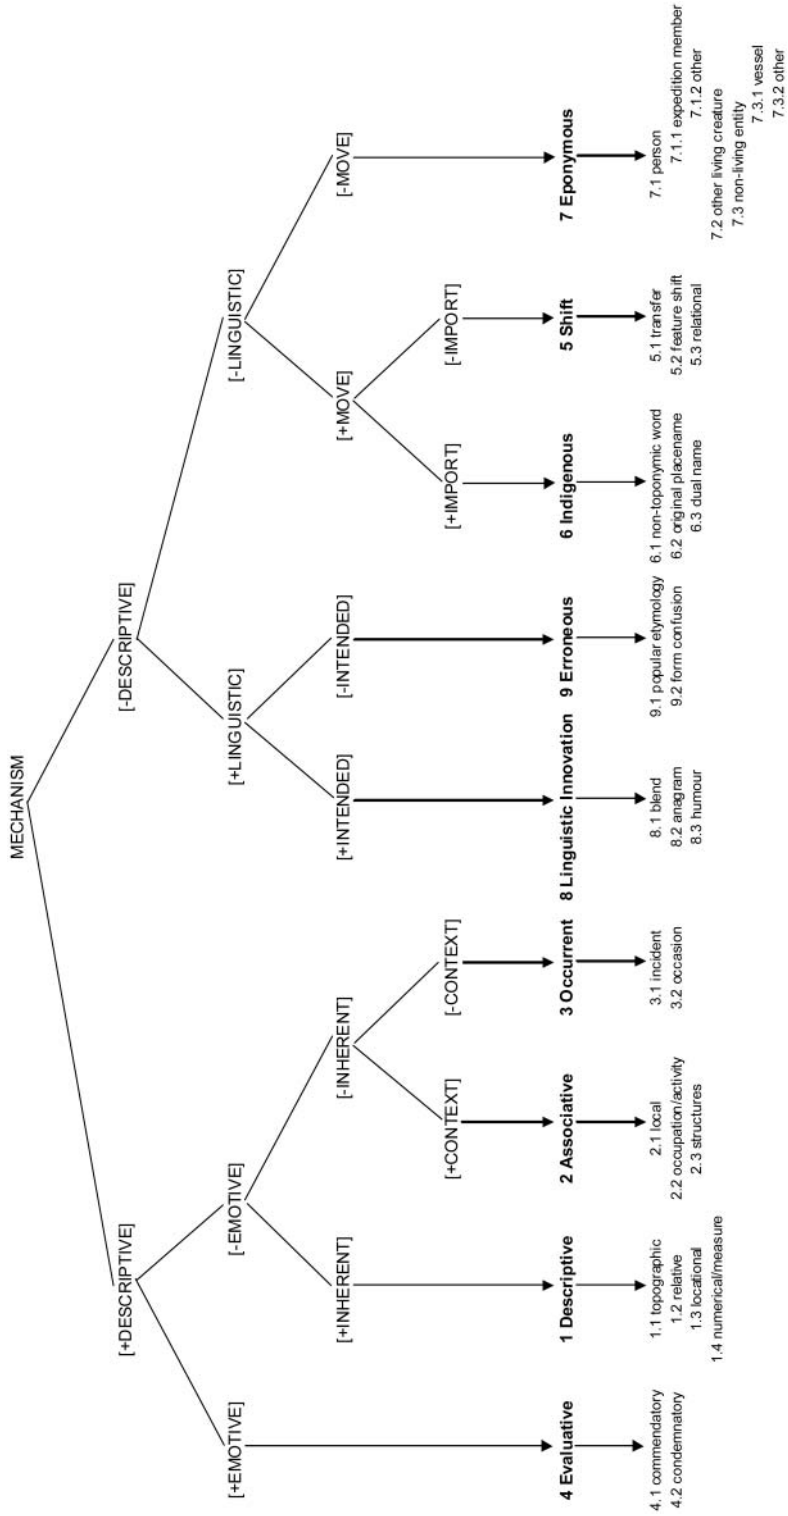 MECHANISM
[+DESCRIPTIVE]
[-DESCRIPTIVE]
[+EMOTIVE]
[-EMOTIVE]
[+LINGUISTIC]
[-LINGUISTIC]
[+INHERENT]
[-INHERENT]
[+INTENDED]
[-INTENDED]
[+MOVE]
[-MOVE]
[+CONTEXT]
[-CONTEXT]
[+IMPORT]
[-IMPORT]
4 Evaluative
1 Descriptive
2 Associative
3 Occurrent
8 Linguistic Innovation
9 Erroneous
6 Indigenous
5 Shift
7 Eponymous
4.1 commendatory
4.2 condemnatory
1.1 topographic
1.2 relative
1.3 locational
1.4 numerical/measure
2.1 local
2.2 occupation/activity
2.3 structures
3.1 incident
3.2 occasion
8.1 blend
8.2 anagram
8.3 humour
9.1 popular etymology
9.2 form confusion
6.1 non-toponymic word
6.2 original placename
6.3 dual name
5.1 transfer
5.2 feature shift
5.3 relational
7.1 person
7.1.1 expedition member
7.1.2 other
7.2 other living creature
7.3 non-living entity
7.3.1 vessel
7.3.2 other